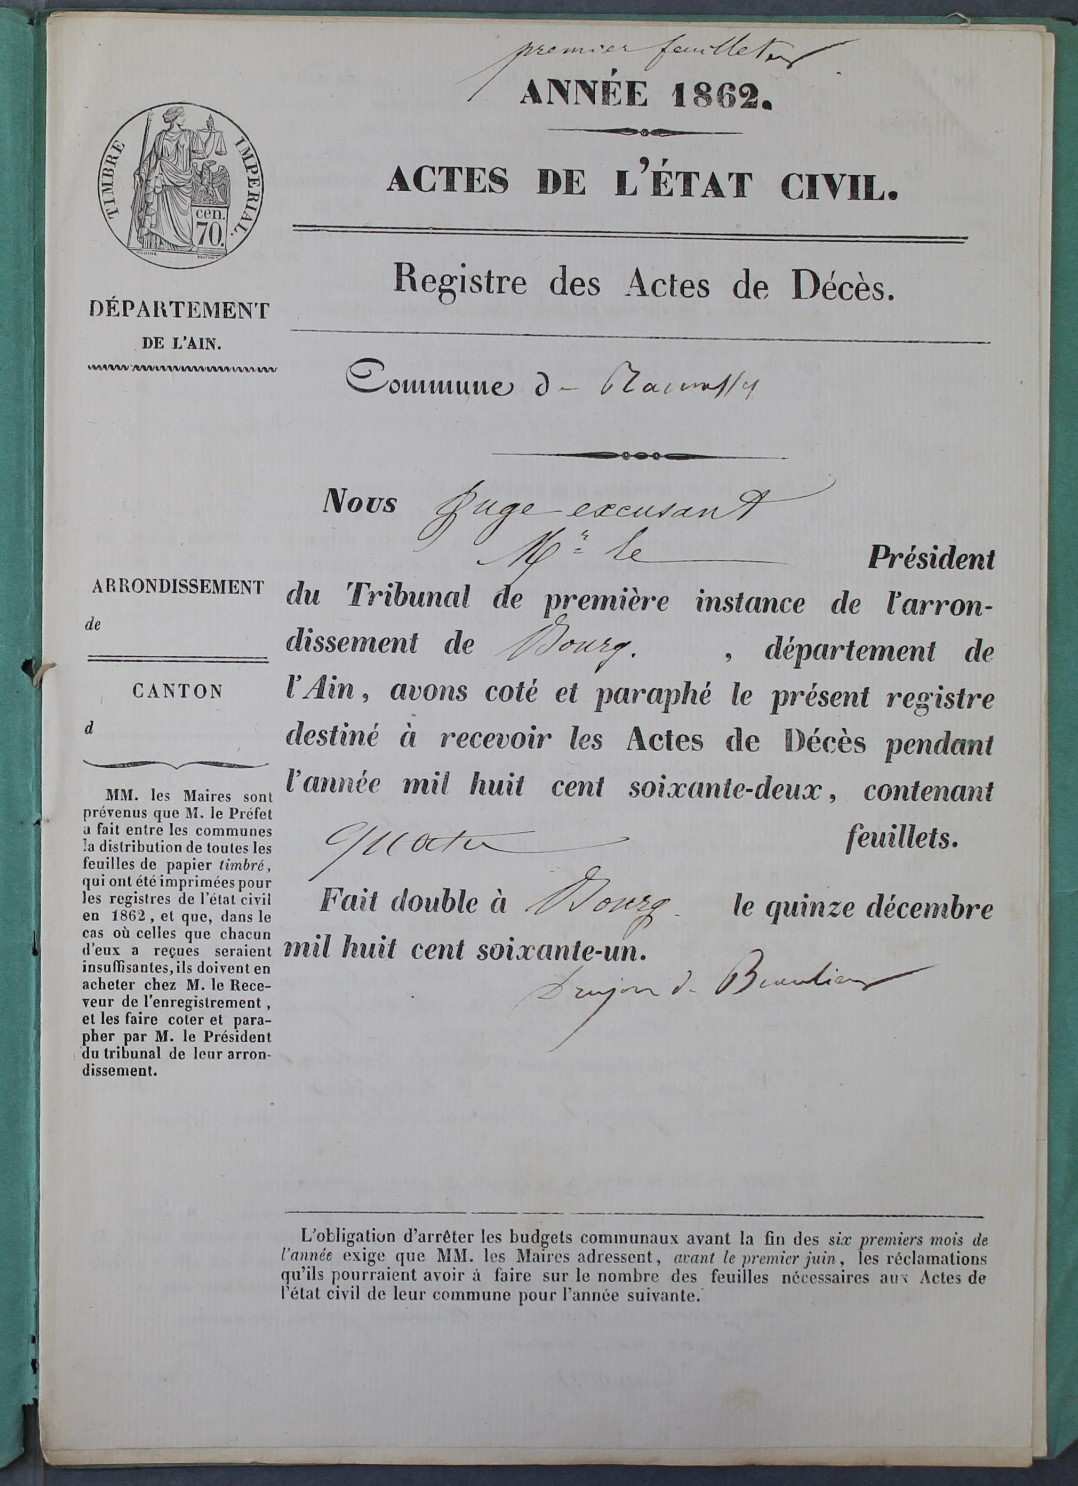 premier feuillet
ANNÉE 1862.
ACTES DE L'ÉTAT CIVIL.
TIMBRE IMPERIAL.
cen.
70.
Registre des Actes de Décès.
DÉPARTEMENT
DE L'AIN.
Commune d
Nous Juge excusant
Mr le Président
ARRONDISSEMENT
de
CANTON
d
du Tribunal de première instance de l'arron-
dissement de Bourg. , département de
l'Ain, avons coté et paraphé le présent registre
destiné à recevoir les Actes de Décès pendant
l'année mil huit cent soixante-deux, contenant
quatre feuillets.
Fait double à Bourg. le quinze décembre
mil huit cent soixante-un.
Drujon de Beaulieu
MM. les Maires sont
prévenus que M. le Préfet
a fait entre les communes
la distribution de toutes les
feuilles de papier timbré,
qui ont été imprimées pour
les registres de l'état civil
en 1862, et que, dans le
cas où celles que chacun
d'eux a reçues seraient
insuffisantes, ils doivent en
acheter chez M. le Rece-
veur de l'enregistrement,
et les faire coter et para-
pher par M. le Président
du tribunal de leur arron-
dissement.
L'obligation d'arrêter les budgets communaux avant la fin des six premiers mois de
l'année exige que MM. les Maires adressent, avant le premier juin, les réclamations
qu'ils pourraient avoir à faire sur le nombre des feuilles nécessaires aux Actes de
l'état civil de leur commune pour l'année suivante.